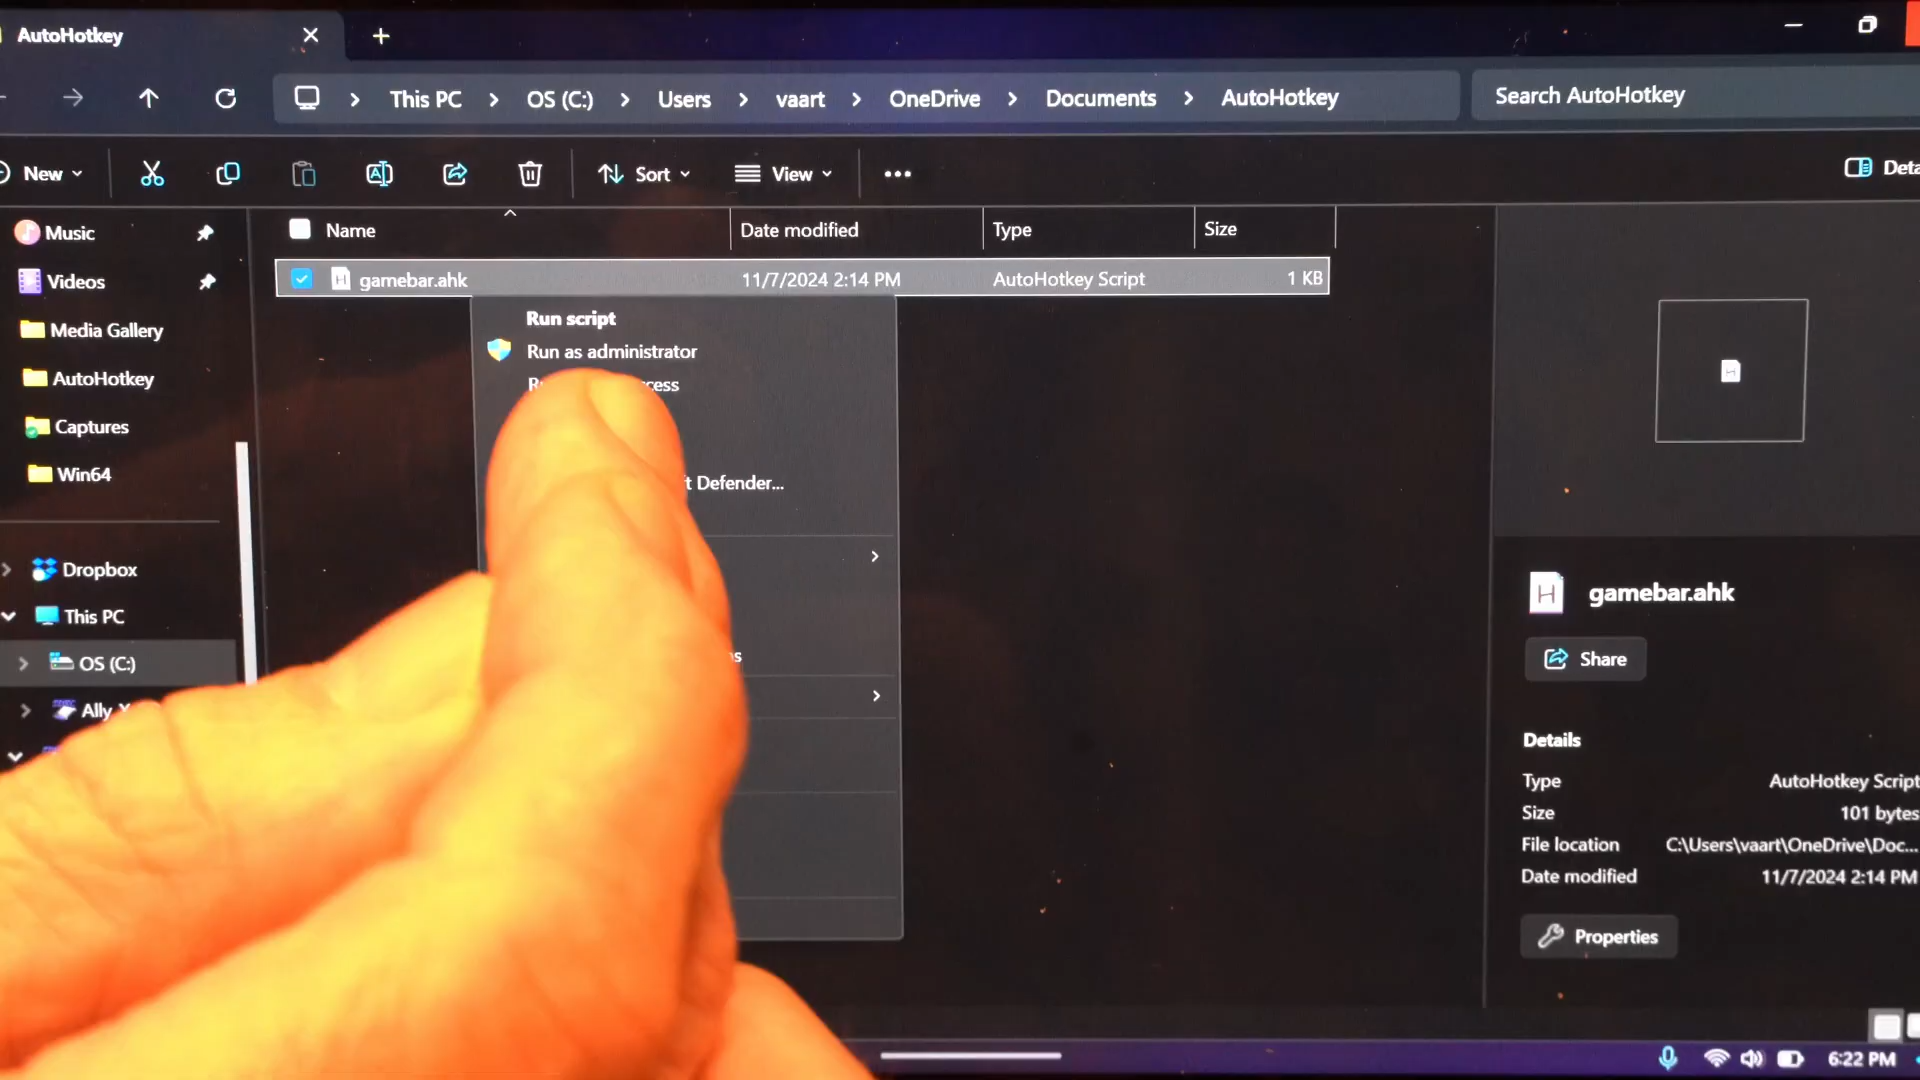 AutoHotkey
This PC > OS (C:) > Users > vaart > OneDrive > Documents > AutoHotkey
Search AutoHotkey
New
Sort
View
Music
Videos
Media Gallery
AutoHotkey
Captures
Win64
Dropbox
This PC
OS (C:)
Ally
Name Date modified Type Size
gamebar.ahk 11/7/2024 2:14 PM AutoHotkey Script 1 KB
Run script
Run as administrator
Defender...
gamebar.ahk
Share
Details
Type AutoHotkey Script
Size 101 bytes
File location C:\Users\vaart\OneDrive\Doc...
Date modified 11/7/2024 2:14 PM
Properties
6:22 PM